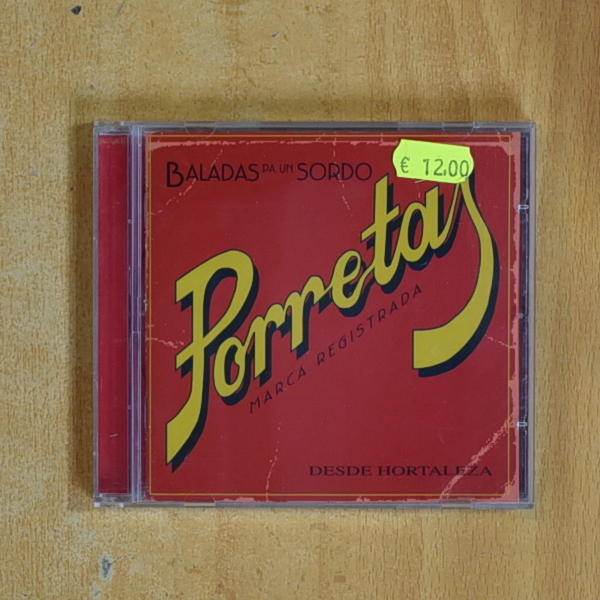 BALADAS PA UN SORDO
€ 12.00
Porretas
MARCA REGISTRADA
DESDE HORTALEZA